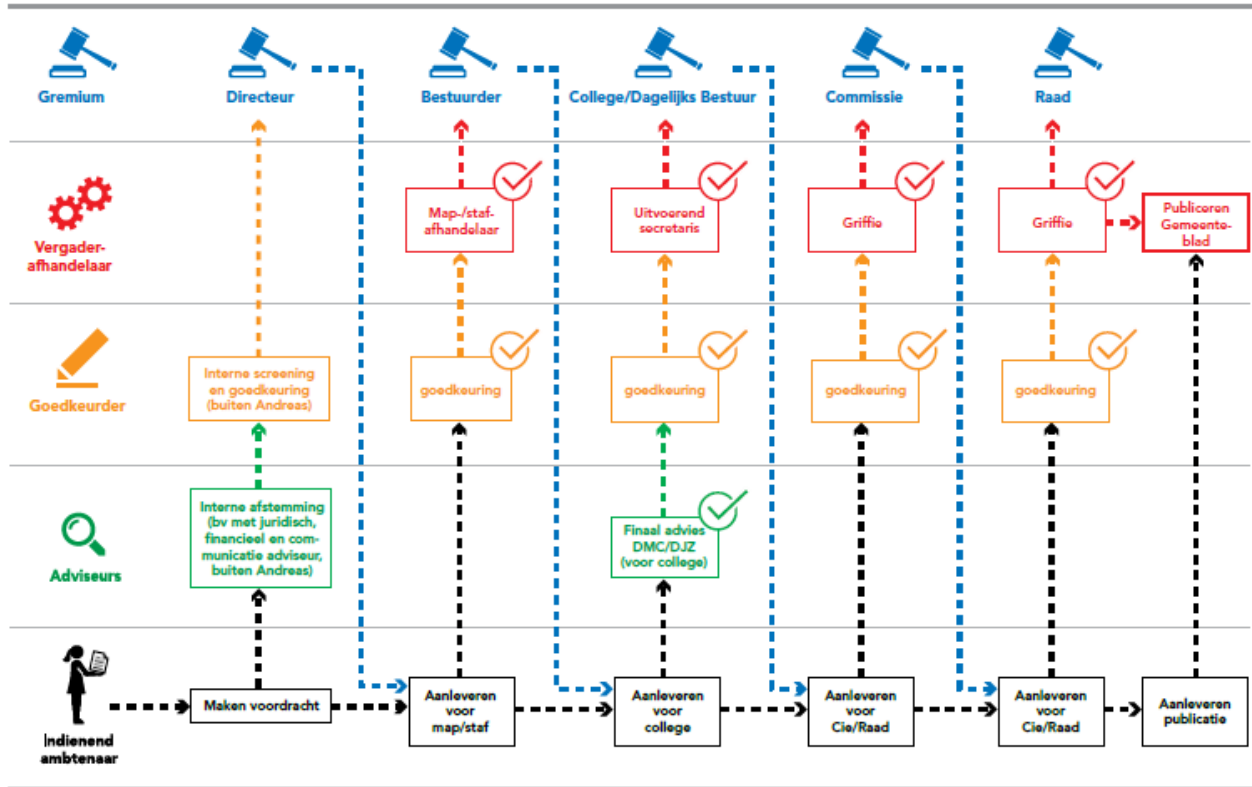 Gremium
Directeur
Bestuurder
College/Dagelijks Bestuur
Commissie
Raad
Vergader-
afhandelaar
Map-/staf-
afhandelaar
Uitvoerend
secretaris
Griffie
Griffie
Publiceren
Gemeente-
blad
Goedkeurder
Interne screening
en goedkeuring
(buiten Andreas)
goedkeuring
goedkeuring
goedkeuring
goedkeuring
Adviseurs
Interne afstemming
(bv met juridisch,
financieel en com-
municatie adviseur,
buiten Andreas)
Finaal advies
DMC/DJZ
(voor college)
Indienend
ambtenaar
Maken voordracht
Aanleveren
voor
map/staf
Aanleveren
voor
college
Aanleveren
voor
Cie/Raad
Aanleveren
voor
Cie/Raad
Aanleveren
publicatie